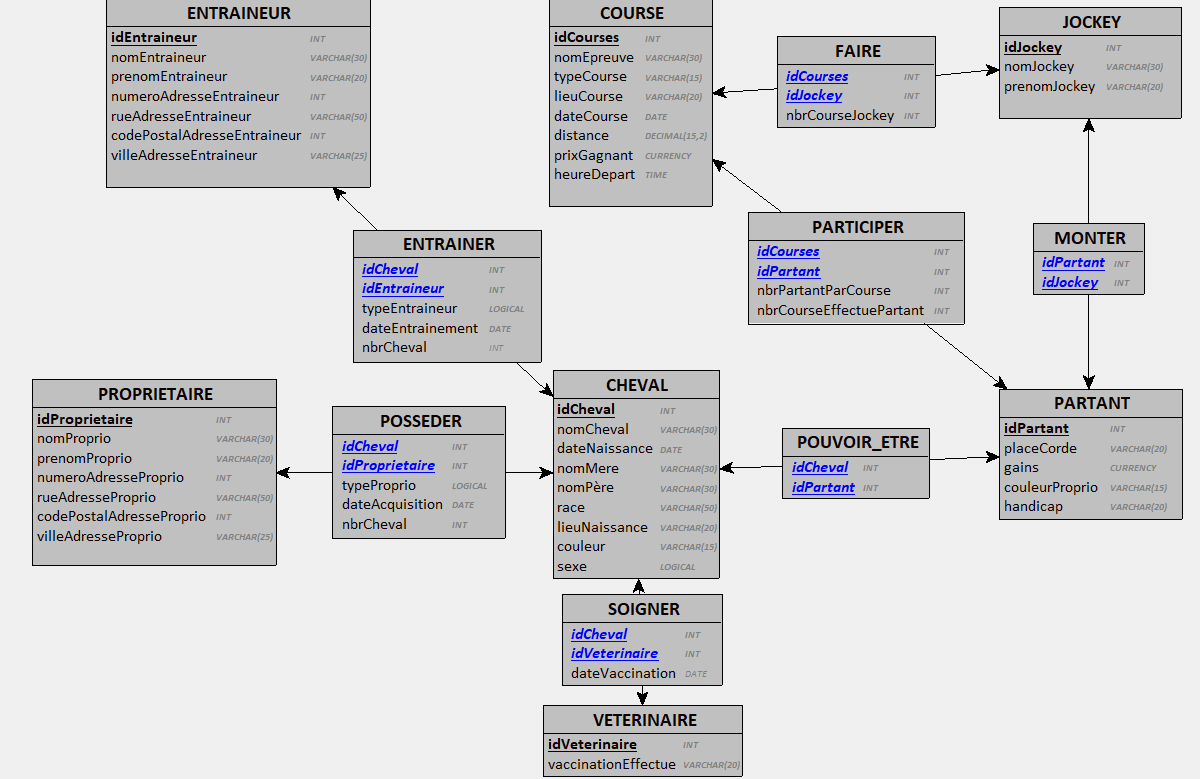 ENTRAINEUR
idEntraineur INT
nomEntraineur VARCHAR(30)
prenomEntraineur VARCHAR(20)
numeroAdresseEntraineur INT
rueAdresseEntraineur VARCHAR(50)
codePostalAdresseEntraineur INT
villeAdresseEntraineur VARCHAR(25)
COURSE
idCourses INT
nomEpreuve VARCHAR(30)
typeCourse VARCHAR(15)
lieuCourse VARCHAR(20)
dateCourse DATE
distance DECIMAL(15,2)
prixGagnant CURRENCY
heureDepart TIME
FAIRE
idCourses INT
idJockey INT
nbrCourseJockey INT
JOCKEY
idJockey INT
nomJockey VARCHAR(30)
prenomJockey VARCHAR(20)
ENTRAINER
idCheval INT
idEntraineur INT
typeEntraineur LOGICAL
dateEntrainement DATE
nbrCheval INT
PARTICIPER
idCourses INT
idPartant INT
nbrPartantParCourse INT
nbrCourseEffectuePartant INT
MONTER
idPartant INT
idJockey INT
PROPRIETAIRE
idProprietaire INT
nomProprio VARCHAR(30)
prenomProprio VARCHAR(20)
numeroAdresseProprio INT
rueAdresseProprio VARCHAR(50)
codePostalAdresseProprio INT
villeAdresseProprio VARCHAR(25)
POSSEDER
idCheval INT
idProprietaire INT
typeProprio LOGICAL
dateAcquisition DATE
nbrCheval INT
CHEVAL
idCheval INT
nomCheval VARCHAR(30)
dateNaissance DATE
nomMere VARCHAR(30)
nomPère VARCHAR(30)
race VARCHAR(50)
lieuNaissance VARCHAR(20)
couleur VARCHAR(15)
sexe LOGICAL
POUVOIR_ETRE
idCheval INT
idPartant INT
PARTANT
idPartant INT
placeCorde VARCHAR(20)
gains CURRENCY
couleurProprio VARCHAR(15)
handicap VARCHAR(20)
SOIGNER
idCheval INT
idVeterinaire INT
dateVaccination DATE
VETERINAIRE
idVeterinaire INT
vaccinationEffectue VARCHAR(20)